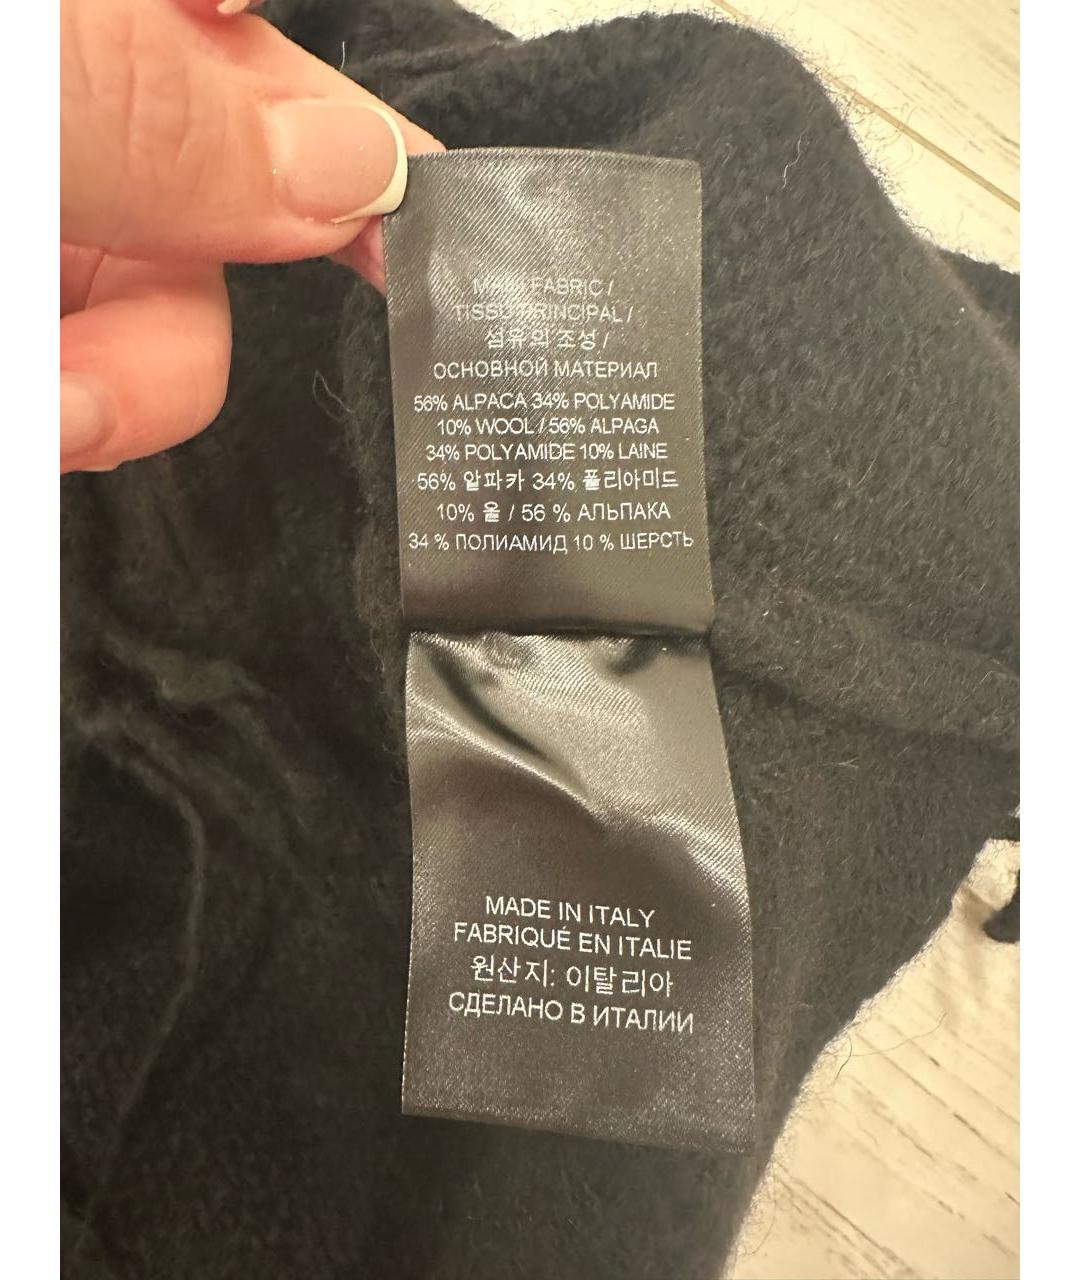 MAIN FABRIC /
TISSU PRINCIPAL /
섬유의 조성 /
ОСНОВНОЙ МАТЕРИАЛ
56% ALPACA 34% POLYAMIDE
10% WOOL / 56% ALPAGA
34% POLYAMIDE 10% LAINE
56% 알파카 34% 폴리아미드
10% 울 / 56 % АЛЬПАКА
34 % ПОЛИАМИД 10 % ШЕРСТЬ
MADE IN ITALY
FABRIQUÉ EN ITALIE
원산지: 이탈리아
СДЕЛАНО В ИТАЛИИ